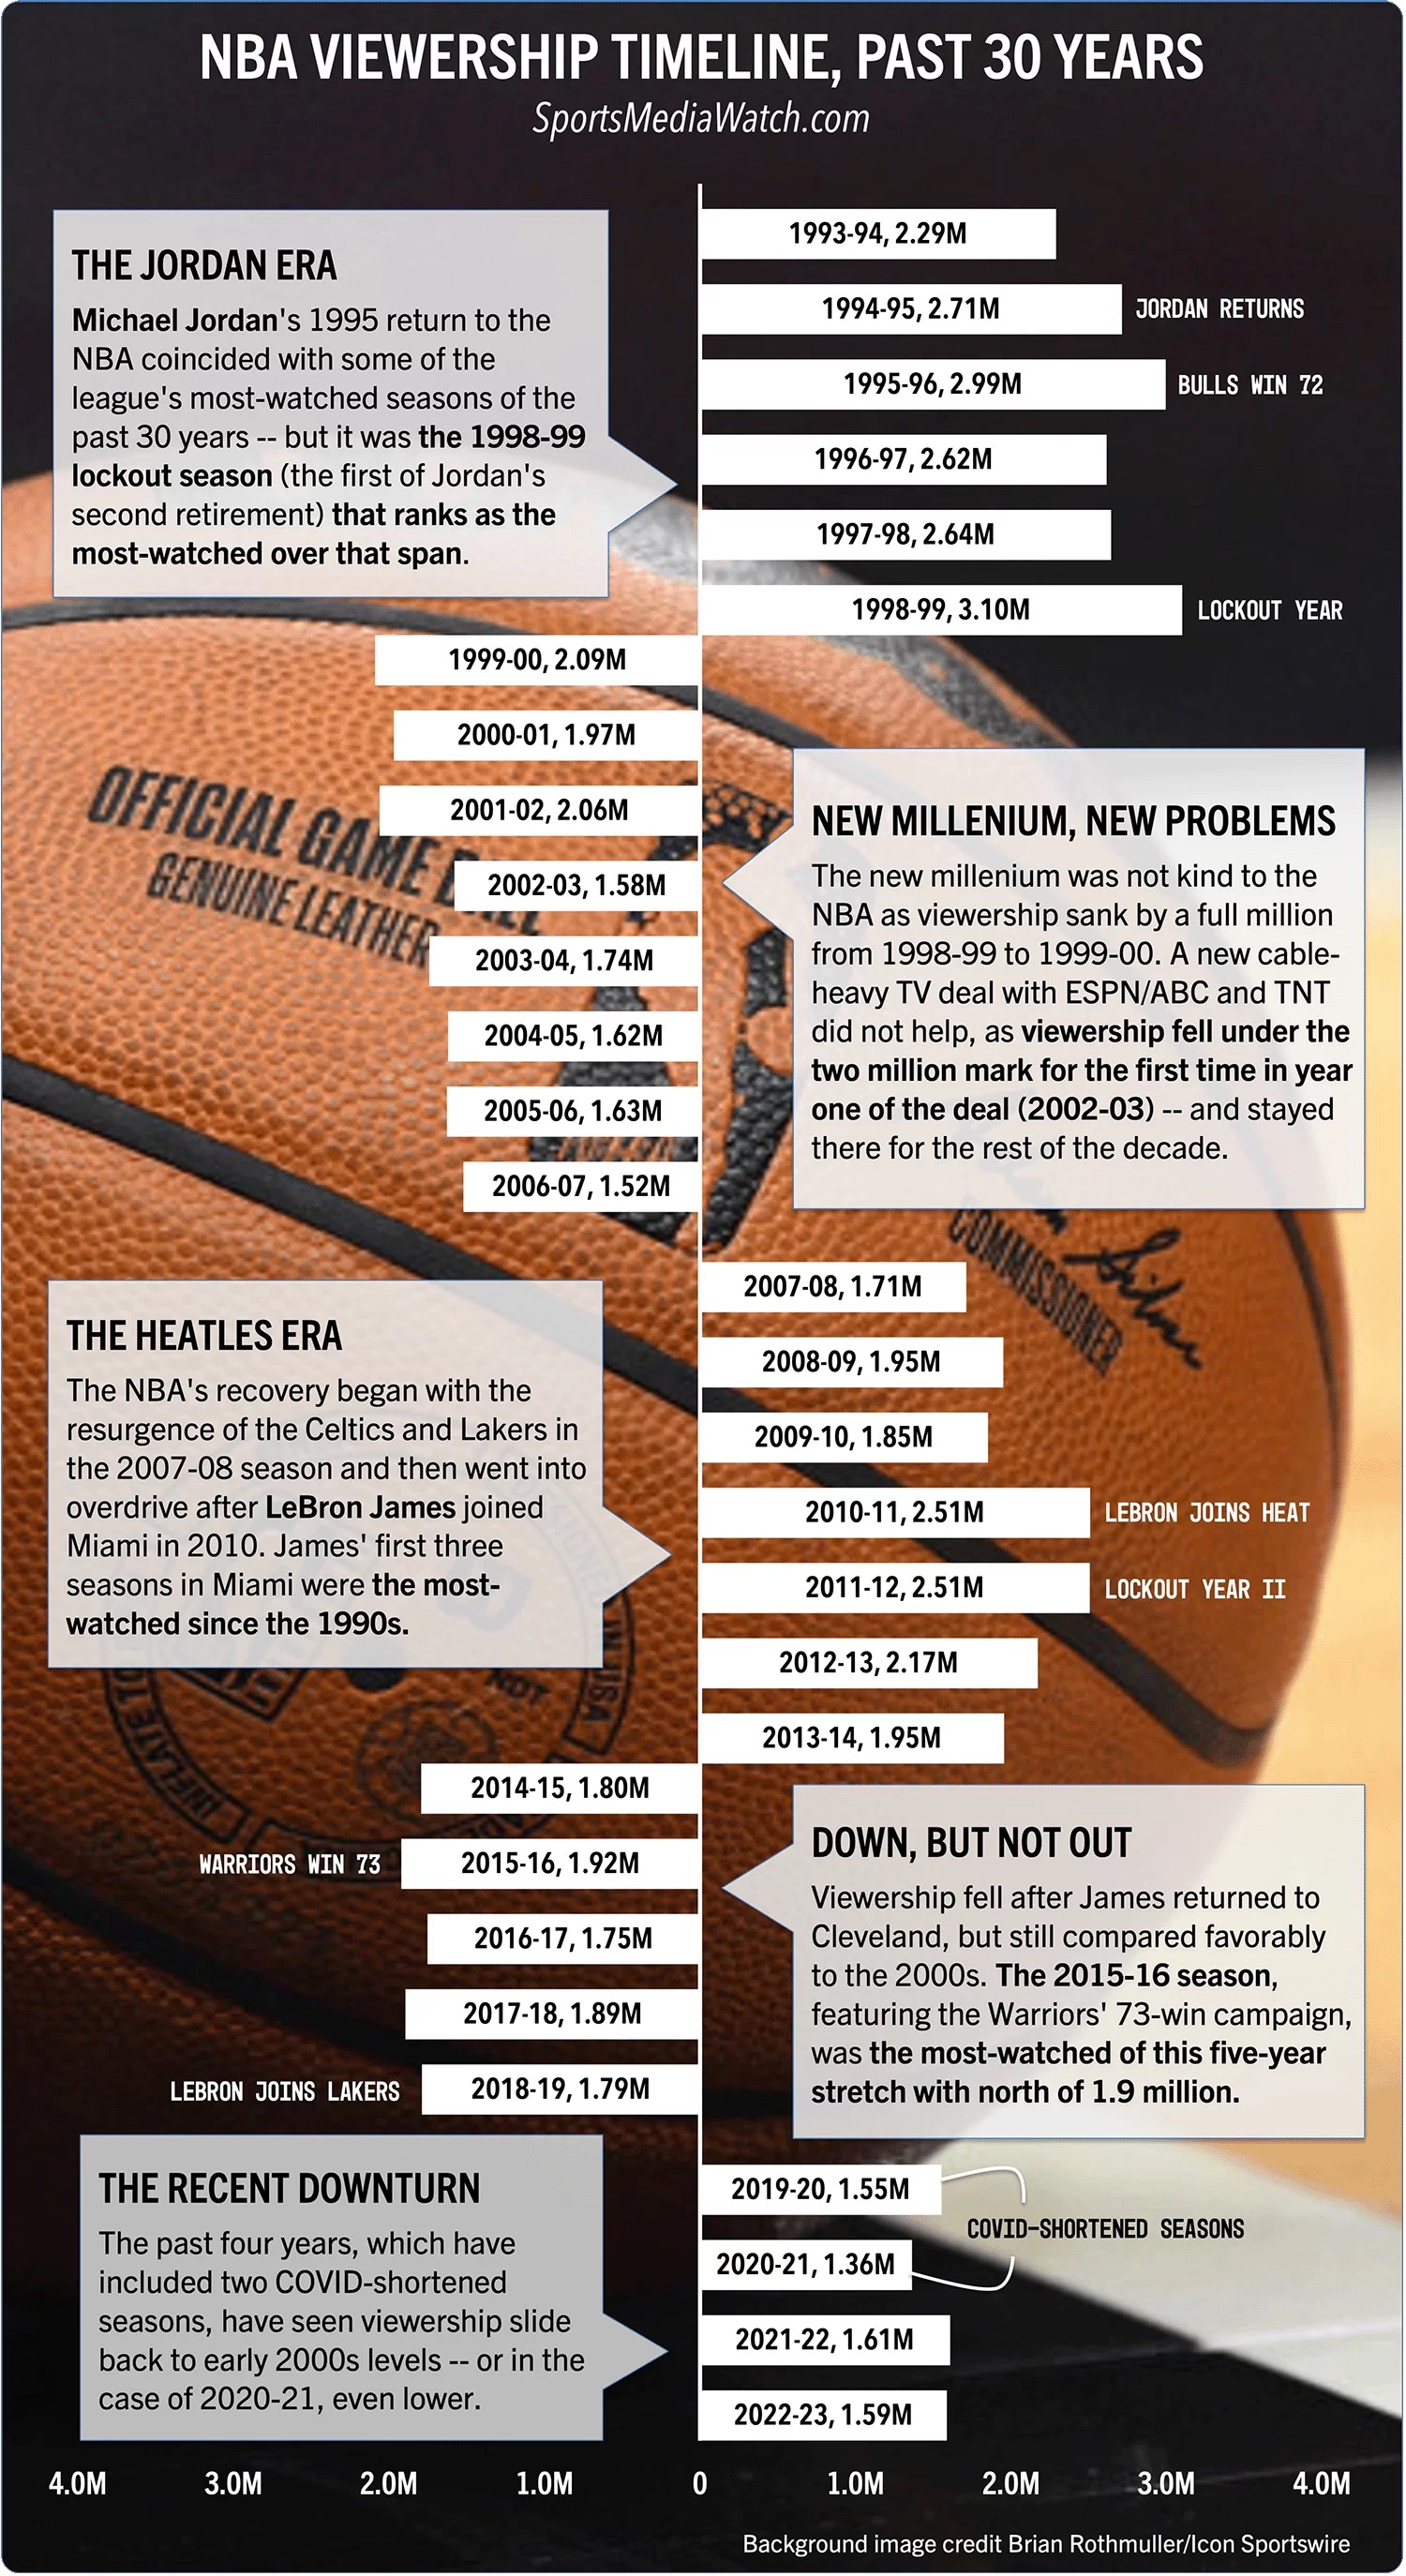 NBA VIEWERSHIP TIMELINE, PAST 30 YEARS
SportsMediaWatch.com
THE JORDAN ERA
Michael Jordan's 1995 return to the
NBA coincided with some of the
league's most-watched seasons of the
past 30 years -- but it was the 1998-99
lockout season (the first of Jordan's
second retirement) that ranks as the
most-watched over that span.
1993-94, 2.29M
1994-95, 2.71M JORDAN RETURNS
1995-96, 2.99M BULLS WIN 72
1996-97, 2.62M
1997-98, 2.64M
1998-99, 3.10M LOCKOUT YEAR
1999-00, 2.09M
2000-01, 1.97M
2001-02, 2.06M
2002-03, 1.58M
2003-04, 1.74M
2004-05, 1.62M
2005-06, 1.63M
2006-07, 1.52M
OFFICIAL GAME
GENUINE LEATHER
NEW MILLENIUM, NEW PROBLEMS
The new millenium was not kind to the
NBA as viewership sank by a full million
from 1998-99 to 1999-00. A new cable-
heavy TV deal with ESPN/ABC and TNT
did not help, as viewership fell under the
two million mark for the first time in year
one of the deal (2002-03) -- and stayed
there for the rest of the decade.
COMMISSIONER
THE HEATLES ERA
The NBA's recovery began with the
resurgence of the Celtics and Lakers in
the 2007-08 season and then went into
overdrive after LeBron James joined
Miami in 2010. James' first three
seasons in Miami were the most-
watched since the 1990s.
2007-08, 1.71M
2008-09, 1.95M
2009-10, 1.85M
2010-11, 2.51M LEBRON JOINS HEAT
2011-12, 2.51M LOCKOUT YEAR II
2012-13, 2.17M
2013-14, 1.95M
2014-15, 1.80M
WARRIORS WIN 73 2015-16, 1.92M
2016-17, 1.75M
2017-18, 1.89M
LEBRON JOINS LAKERS 2018-19, 1.79M
INFLATE TO
DOWN, BUT NOT OUT
Viewership fell after James returned to
Cleveland, but still compared favorably
to the 2000s. The 2015-16 season,
featuring the Warriors' 73-win campaign,
was the most-watched of this five-year
stretch with north of 1.9 million.
THE RECENT DOWNTURN
The past four years, which have
included two COVID-shortened
seasons, have seen viewership slide
back to early 2000s levels -- or in the
case of 2020-21, even lower.
2019-20, 1.55M
COVID-SHORTENED SEASONS
2020-21, 1.36M
2021-22, 1.61M
2022-23, 1.59M
4.0M 3.0M 2.0M 1.0M 0 1.0M 2.0M 3.0M 4.0M
Background image credit Brian Rothmuller/Icon Sportswire